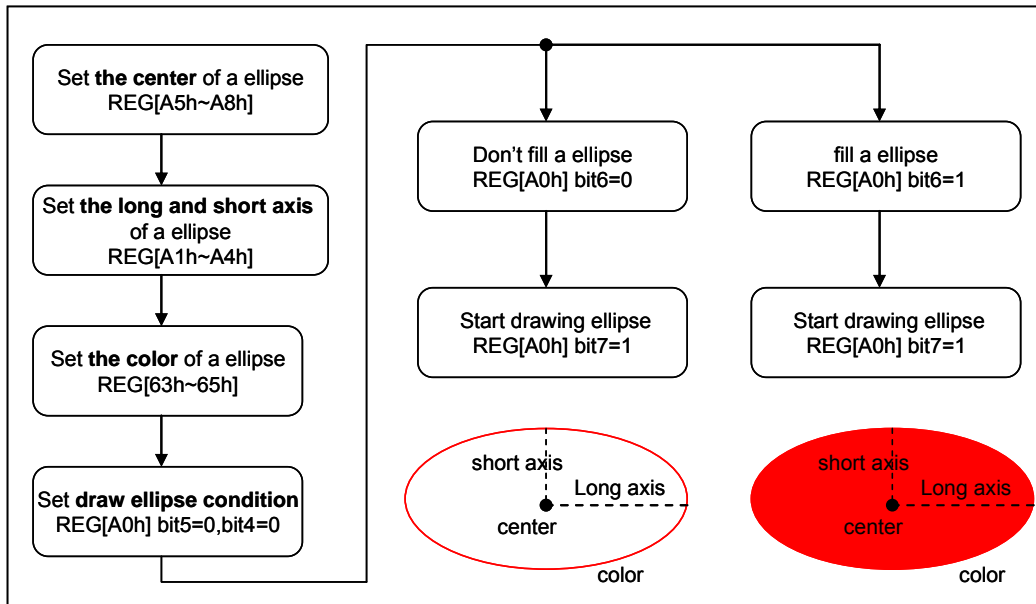 Set the center of a ellipse
REG[A5h~A8h]
Set the long and short axis
of a ellipse
REG[A1h~A4h]
Set the color of a ellipse
REG[63h~65h]
Set draw ellipse condition
REG[A0h] bit5=0,bit4=0
Don't fill a ellipse
REG[A0h] bit6=0
Start drawing ellipse
REG[A0h] bit7=1
short axis
Long axis
center
color
fill a ellipse
REG[A0h] bit6=1
Start drawing ellipse
REG[A0h] bit7=1
short axis
Long axis
center
color